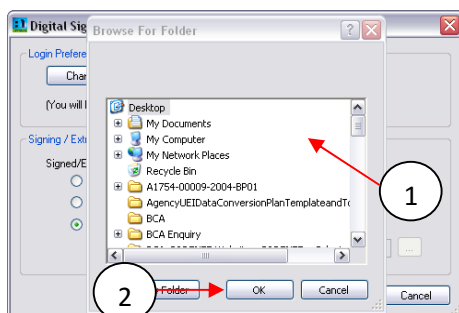 Digital Sig
Browse For Folder
Login Prefere
Char
(You will l
Signing / Extr
Signed/E
Desktop
My Documents
My Computer
My Network Places
Recycle Bin
A1754-00009-2004-BP01
AgencyUEIDataConversionPlanTemplateandTo
BCA
BCA Enquiry
1
2
Folder
OK
Cancel
...
Cancel